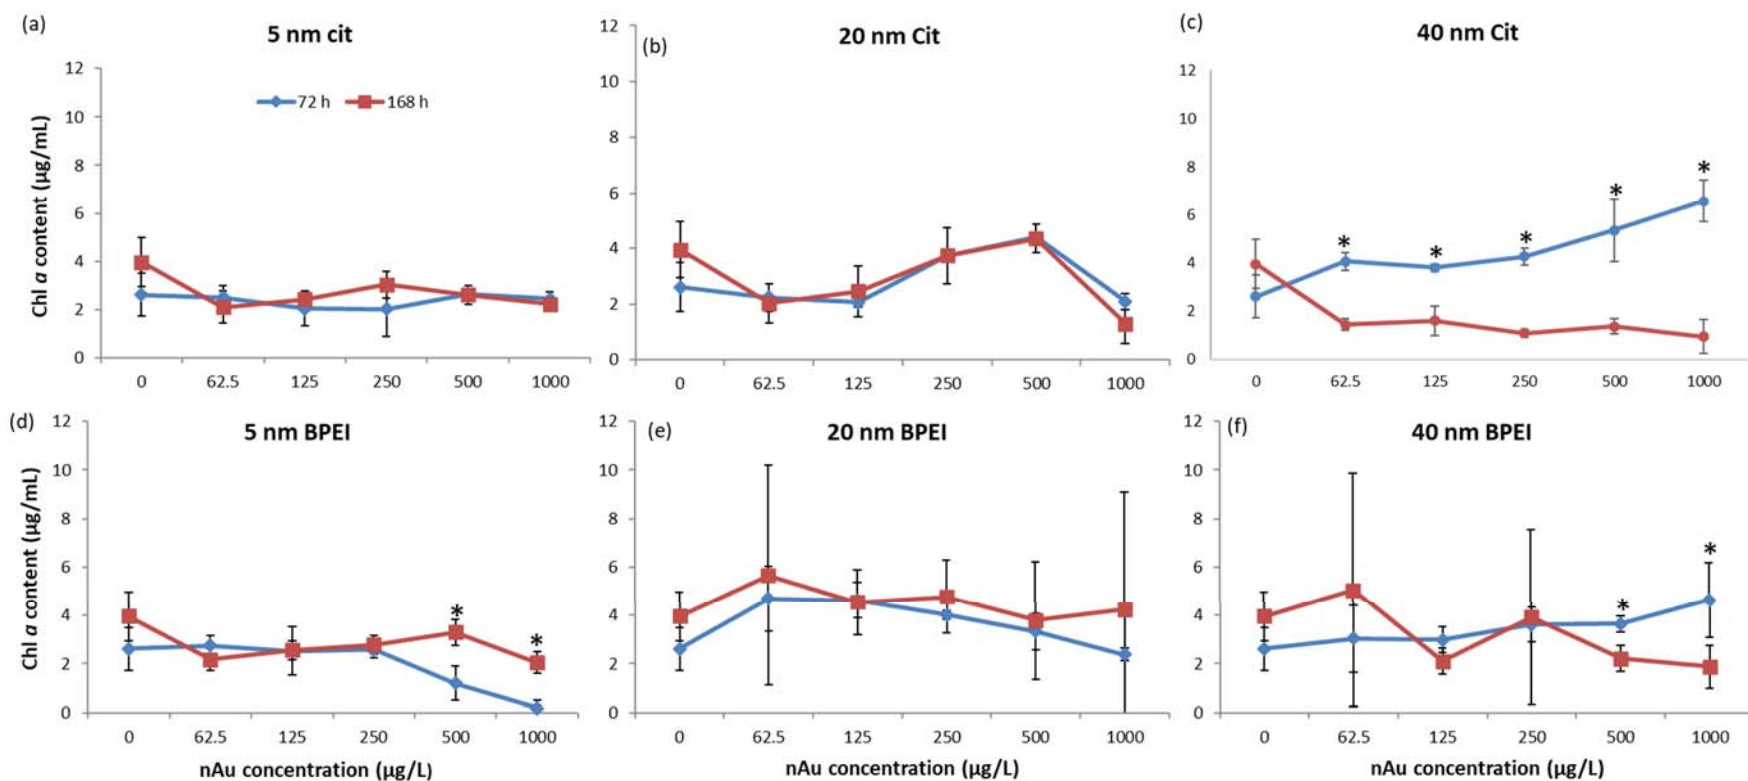 (a)
5 nm cit
72 h
168 h
Chl a content (µg/mL)
12
10
8
6
4
2
0
0 62.5 125 250 500 1000
(b)
20 nm Cit
12
10
8
6
4
2
0
0 62.5 125 250 500 1000
(c)
40 nm Cit
12
10
8
6
4
2
0
* * * * *
0 62.5 125 250 500 1000
(d)
5 nm BPEI
Chl a content (µg/mL)
12
10
8
6
4
2
0
* *
0 62.5 125 250 500 1000
nAu concentration (µg/L)
(e)
20 nm BPEI
12
10
8
6
4
2
0
0 62.5 125 250 500 1000
nAu concentration (µg/L)
(f)
40 nm BPEI
12
10
8
6
4
2
0
* *
0 62.5 125 250 500 1000
nAu concentration (µg/L)